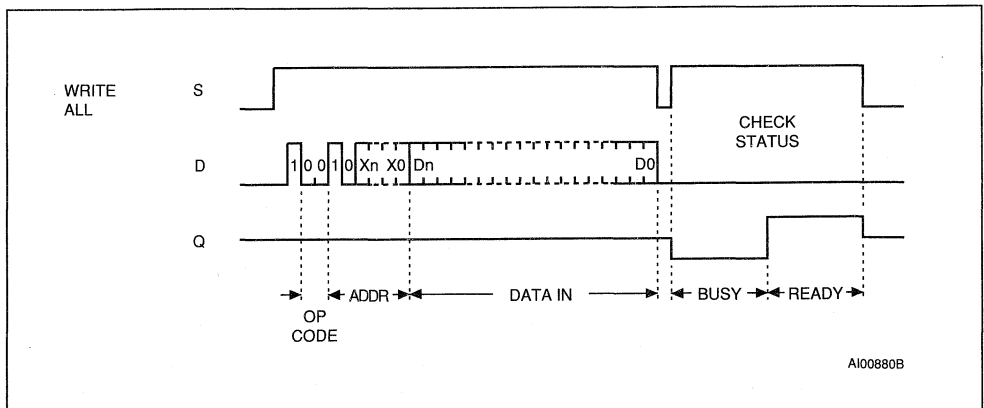 WRITE
ALL
S
CHECK
STATUS
D
1 0 0 1 0 Xn X0 Dn D0
Q
ADDR
DATA IN
BUSY
READY
OP
CODE
AI00880B